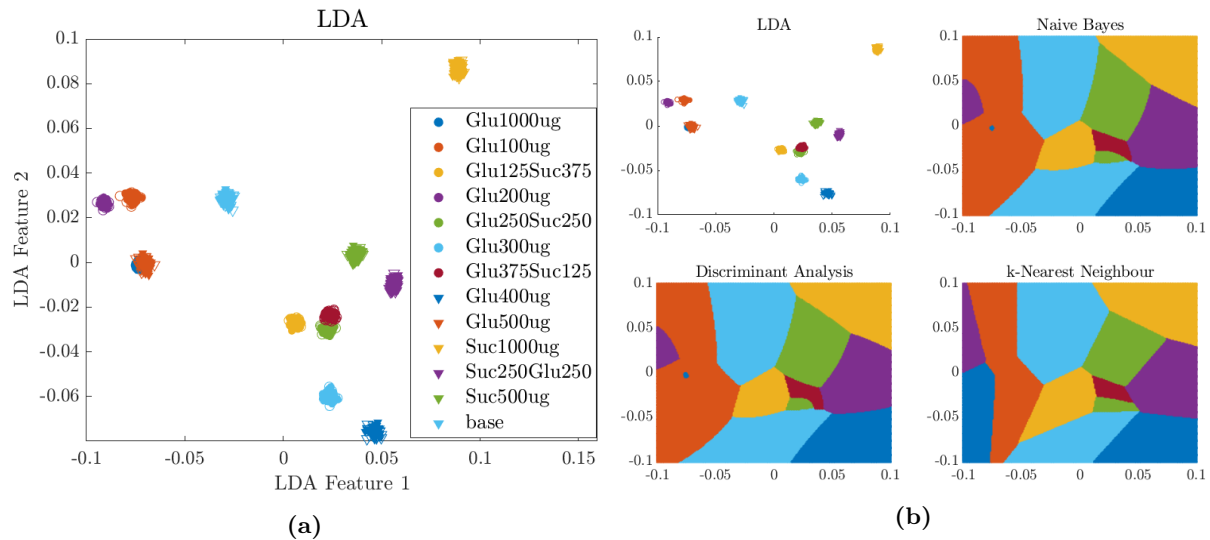 LDA
0.1
0.08
0.06
0.04
0.02
0
-0.02
-0.04
-0.06
LDA Feature 2
-0.1
-0.05
0
0.05
0.1
0.15
LDA Feature 1
Glu1000ug
Glu100ug
Glu125Suc375
Glu200ug
Glu250Suc250
Glu300ug
Glu375Suc125
Glu400ug
Glu500ug
Suc1000ug
Suc250Glu250
Suc500ug
base
(a)
LDA
0.1
0.05
0
-0.05
-0.1
-0.1
-0.05
0
0.05
0.1
Naive Bayes
0.1
0.05
0
-0.05
-0.1
-0.1
-0.05
0
0.05
0.1
Discriminant Analysis
0.1
0.05
0
-0.05
-0.1
-0.1
-0.05
0
0.05
0.1
k-Nearest Neighbour
0.1
0.05
0
-0.05
-0.1
-0.1
-0.05
0
0.05
0.1
(b)